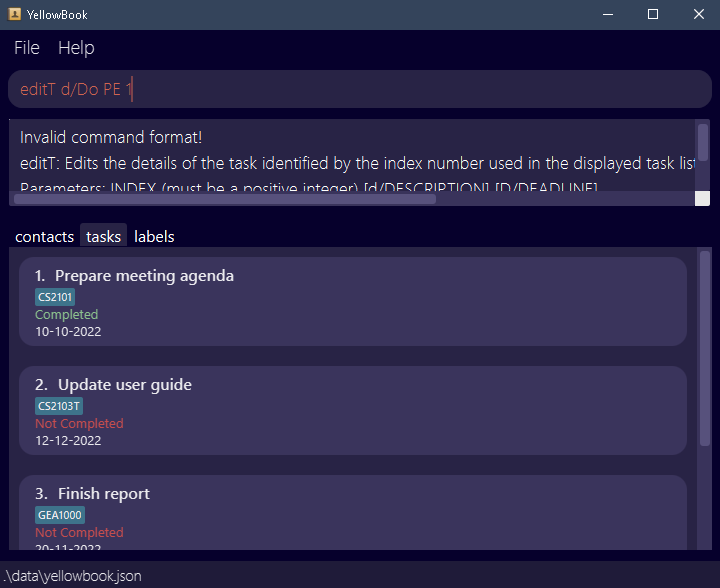 YellowBook
File Help
editT d/Do PE 1
Invalid command format!
editT: Edits the details of the task identified by the index number used in the displayed task list
Parameters: INDEX (must be a positive integer) [d/DESCRIPTION] [D/DEADLINE]
contacts tasks labels
1. Prepare meeting agenda
CS2101
Completed
10-10-2022
2. Update user guide
CS2103T
Not Completed
12-12-2022
3. Finish report
GEA1000
Not Completed
20-11-2022
.\data\yellowbook.json